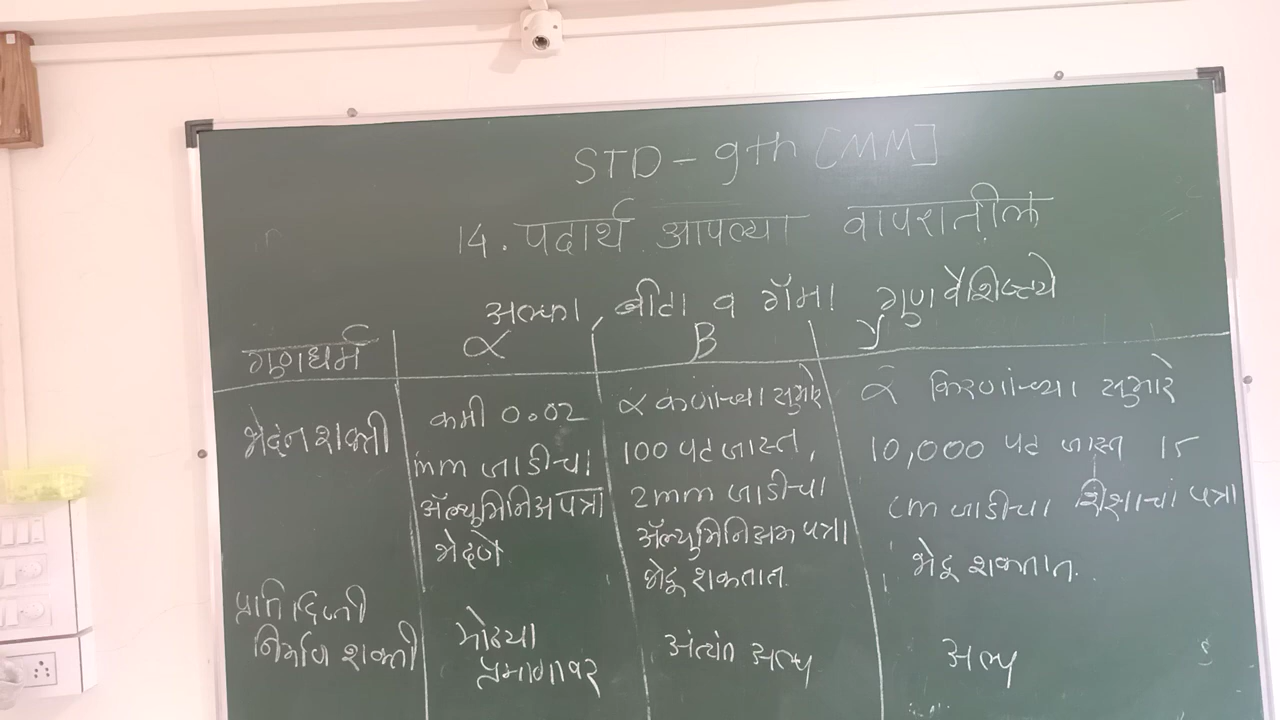 STD - 9th [MM]
14. पदार्थ आपल्या वापरातील
अल्फा, बीटा व गॅमा गुणवैशिष्ट्ये
गुणधर्म
α
β
γ
भेदन शक्ती
कमी 0.02
mm जाडीचा
ॲल्युमिनिअ पत्रा
भेदणे
α कणांच्या सुमारे
100 पट जास्त,
2mm जाडीचा
ॲल्युमिनिअम पत्रा
भेदू शकतात.
α किरणांच्या सुमारे
10,000 पट जास्त 15
cm जाडीचा शिशाचा पत्रा
भेदू शकतात.
प्रतिदिप्ती
निर्माण शक्ती
मोठ्या
प्रमाणावर
अत्यंत अल्प
अल्प